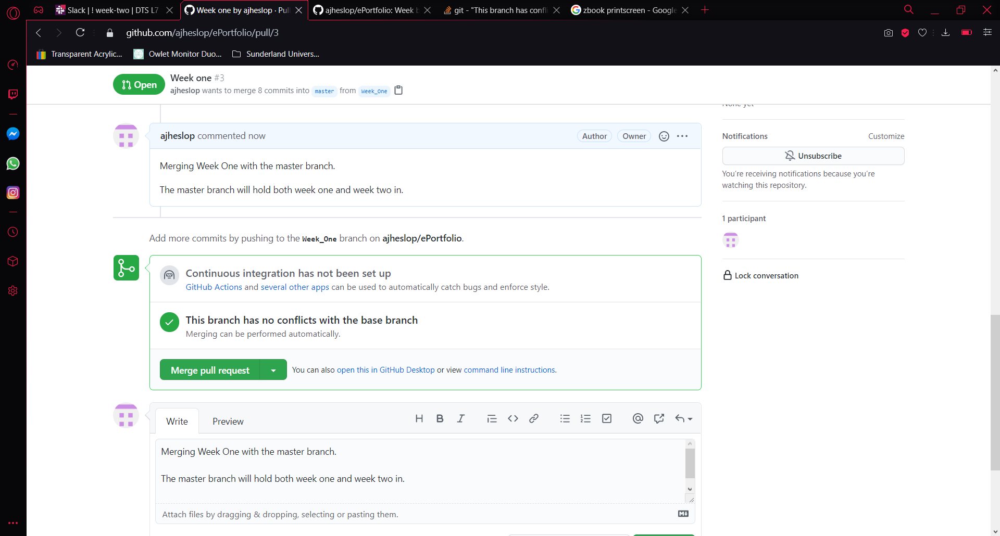 Slack | ! week-two | DTS L7
Week one by ajheslop · Pull
ajheslop/ePortfolio: Week
git - "This branch has confl
zbook printscreen - Google
github.com/ajheslop/ePortfolio/pull/3
Transparent Acrylic...
Owlet Monitor Duo...
Sunderland Univers...
Open
Week one #3
ajheslop wants to merge 8 commits into master from Week_One
None yet
ajheslop commented now
Author
Owner
Merging Week One with the master branch.
The master branch will hold both week one and week two in.
Notifications
Customize
Unsubscribe
You're receiving notifications because you're
watching this repository.
1 participant
Lock conversation
Add more commits by pushing to the Week_One branch on ajheslop/ePortfolio.
Continuous integration has not been set up
GitHub Actions and several other apps can be used to automatically catch bugs and enforce style.
This branch has no conflicts with the base branch
Merging can be performed automatically.
Merge pull request
You can also open this in GitHub Desktop or view command line instructions.
Write
Preview
H B I
Merging Week One with the master branch.
The master branch will hold both week one and week two in.
Attach files by dragging & dropping, selecting or pasting them.